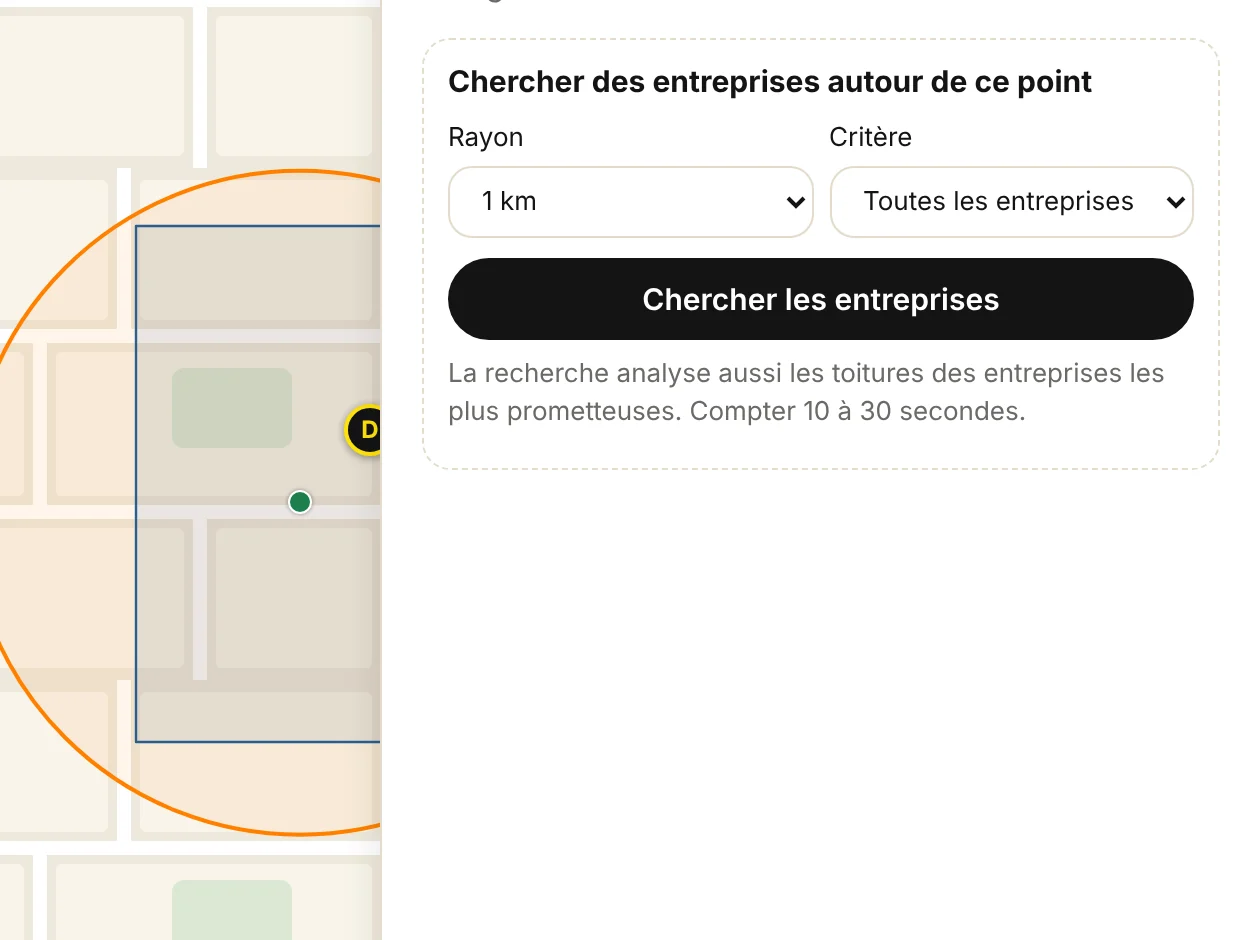 Chercher des entreprises autour de ce point
Rayon
Critère
1 km
Toutes les entreprises
Chercher les entreprises
La recherche analyse aussi les toitures des entreprises les
plus prometteuses. Compter 10 à 30 secondes.
D